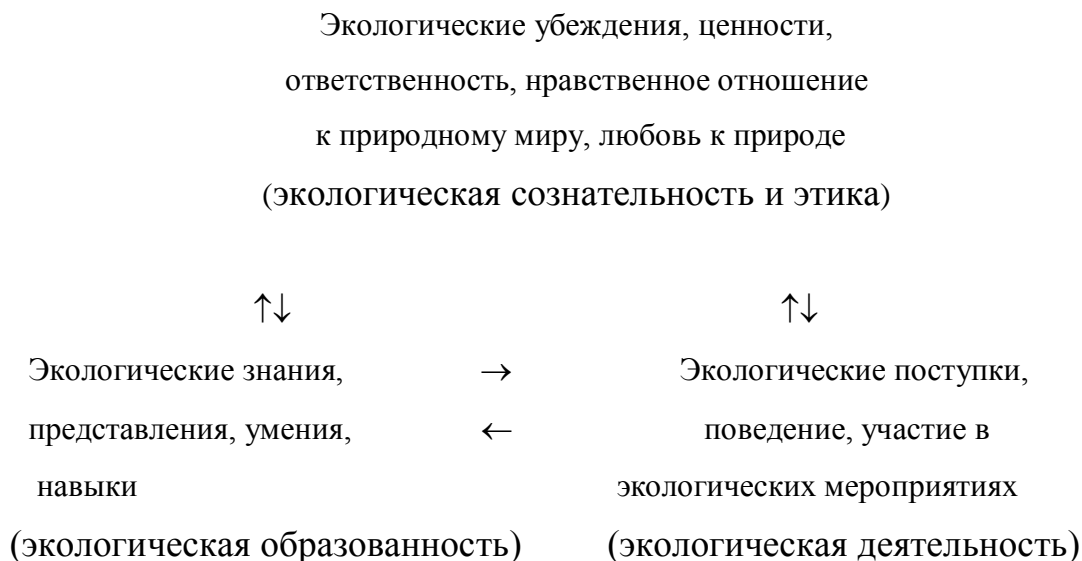 Экологические убеждения, ценности,
ответственность, нравственное отношение
к природному миру, любовь к природе
(экологическая сознательность и этика)
↑↓ ↑↓
Экологические знания, → Экологические поступки,
представления, умения, ← поведение, участие в
навыки экологических мероприятиях
(экологическая образованность) (экологическая деятельность)